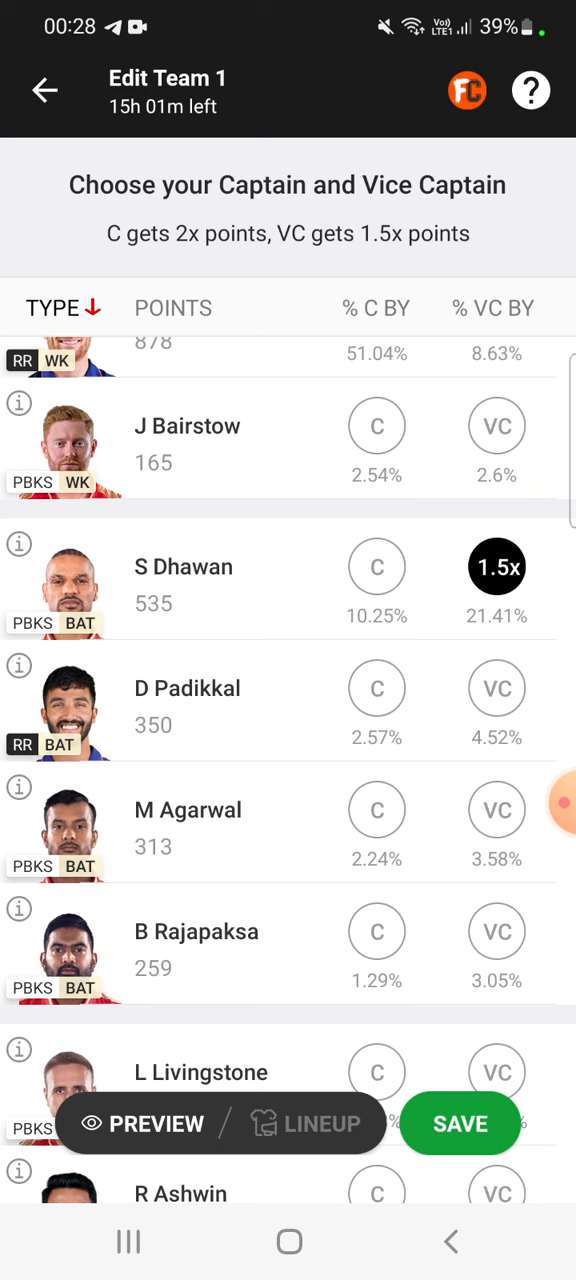 00:28 Vo)) LTE1 39%
Edit Team 1
15h 01m left
FC ?
Choose your Captain and Vice Captain
C gets 2x points, VC gets 1.5x points
TYPE POINTS % C BY % VC BY
878
RR WK 51.04% 8.63%
J Bairstow C VC
165
PBKS WK 2.54% 2.6%
S Dhawan C 1.5x
535
PBKS BAT 10.25% 21.41%
D Padikkal C VC
350
RR BAT 2.57% 4.52%
M Agarwal C VC
313
PBKS BAT 2.24% 3.58%
B Rajapaksa C VC
259
PBKS BAT 1.29% 3.05%
L Livingstone C VC
PBKS PREVIEW / LINEUP % SAVE %
R Ashwin C VC